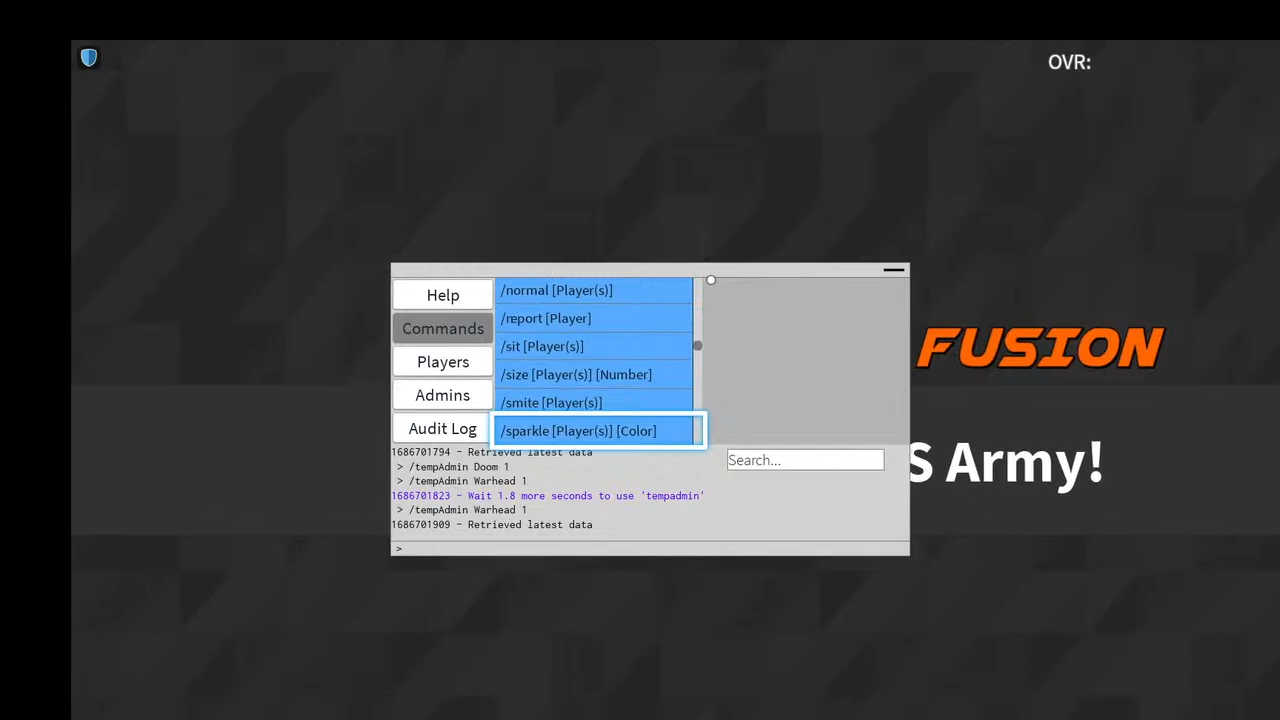 OVR:
Help
Commands
Players
Admins
Audit Log
/normal [Player(s)]
/report [Player]
/sit [Player(s)]
/size [Player(s)] [Number]
/smite [Player(s)]
/sparkle [Player(s)] [Color]
FUSION
S Army!
Search...
1686701794 - Retrieved latest data
> /tempAdmin Doom 1
> /tempAdmin Warhead 1
1686701823 - Wait 1.8 more seconds to use 'tempadmin'
> /tempAdmin Warhead 1
1686701909 - Retrieved latest data
>